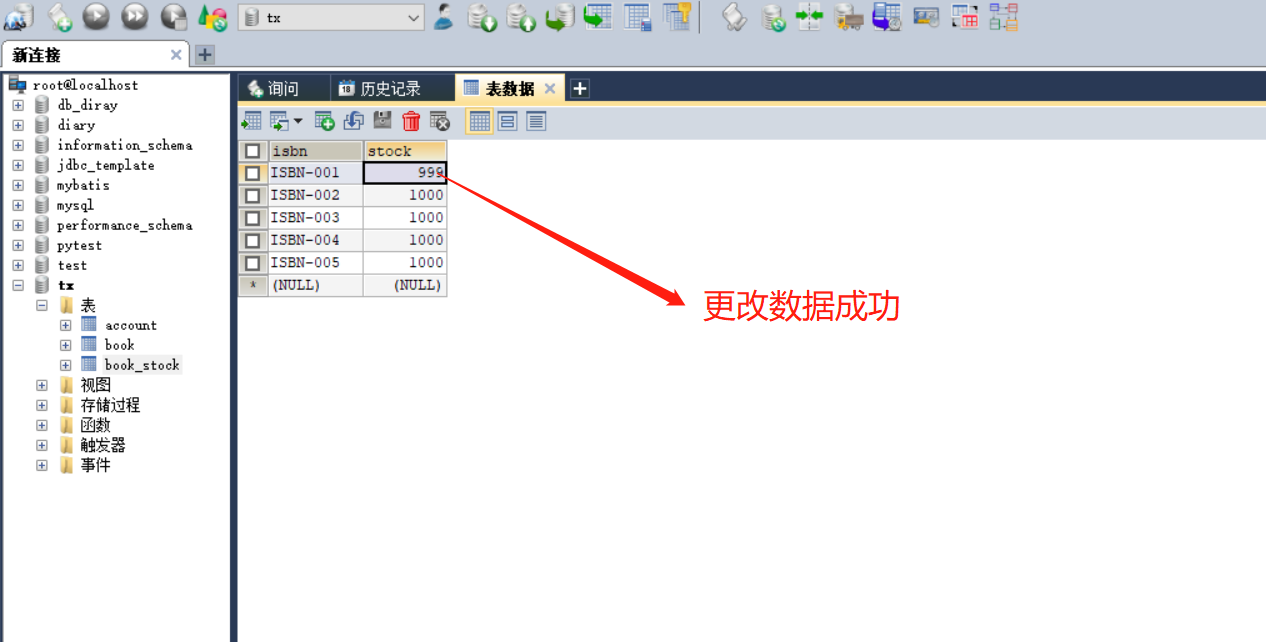 tx
新连接
root@localhost
db_diray
diary
information_schema
jdbc_template
mybatis
mysql
performance_schema
pytest
test
tx
表
account
book
book_stock
视图
存储过程
函数
触发器
事件
询问
18 历史记录
表数据
isbn stock
ISBN-001 999
ISBN-002 1000
ISBN-003 1000
ISBN-004 1000
ISBN-005 1000
* (NULL) (NULL)
更改数据成功